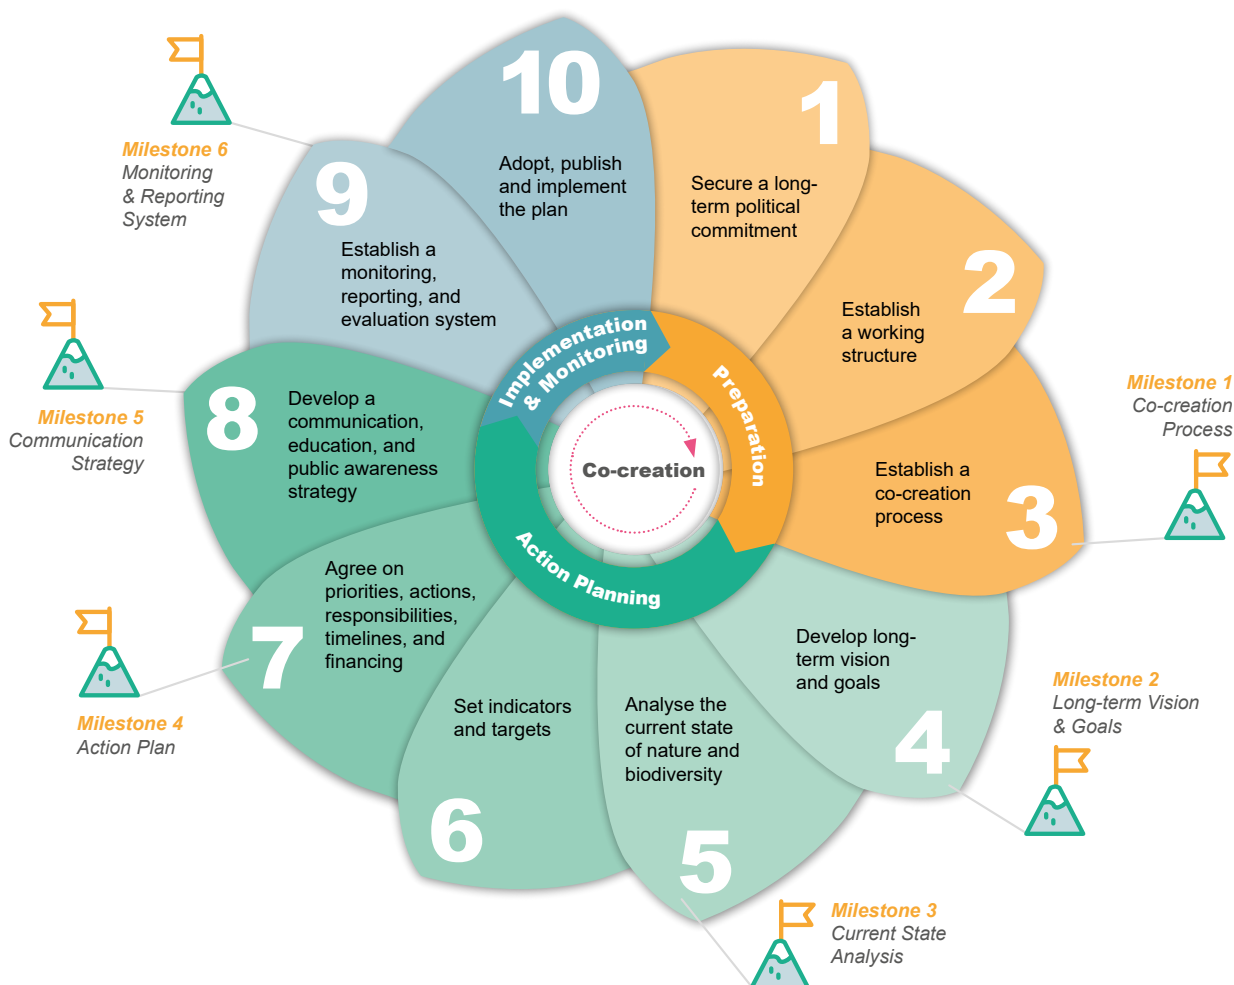 10
Adopt, publish
and implement
the plan
1
Secure a long-
term political
commitment
2
Establish
a working
structure
3
Establish a
co-creation
process
Milestone 1
Co-creation
Process
4
Develop long-
term vision
and goals
Milestone 2
Long-term Vision
& Goals
5
Analyse the
current state
of nature and
biodiversity
Milestone 3
Current State
Analysis
6
Set indicators
and targets
7
Agree on
priorities, actions,
responsibilities,
timelines, and
financing
Milestone 4
Action Plan
8
Develop a
communication,
education, and
public awareness
strategy
Milestone 5
Communication
Strategy
9
Establish a
monitoring,
reporting, and
evaluation system
Milestone 6
Monitoring
& Reporting
System
Implementation
& Monitoring
Preparation
Action Planning
Co-creation